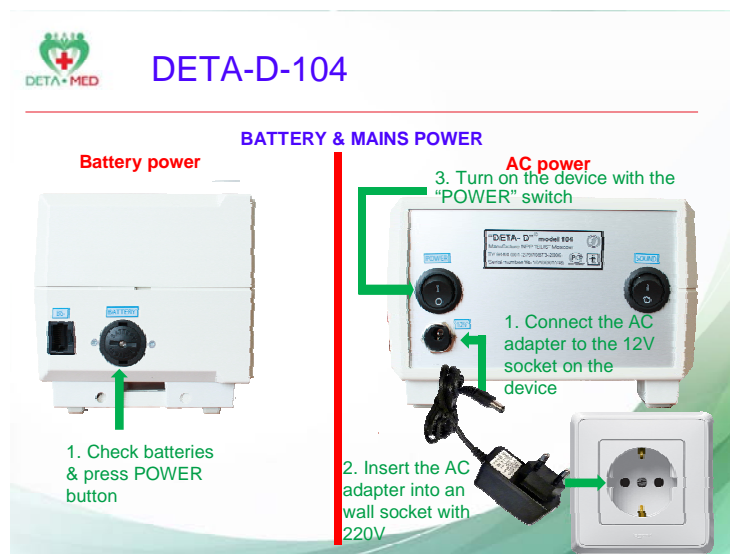 DETA MED
DETA-D-104
BATTERY & MAINS POWER
Battery power
BATTERY
1. Check batteries
& press POWER
button
AC power
3. Turn on the device with the
“POWER” switch
"DETA- D" model 104
Moscow
POWER
SOUND
12V
1. Connect the AC
adapter to the 12V
socket on the
device
2. Insert the AC
adapter into an
wall socket with
220V